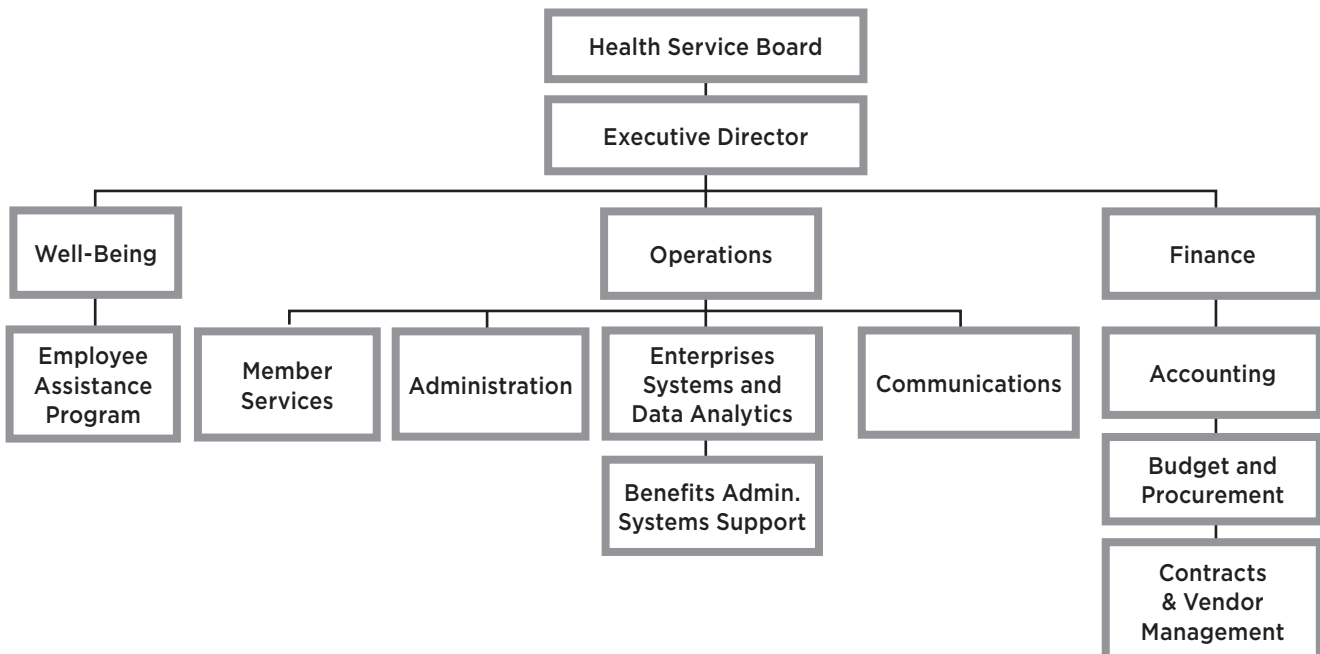 Health Service Board
Executive Director
Well-Being
Operations
Finance
Employee
Assistance
Program
Member
Services
Administration
Enterprises
Systems and
Data Analytics
Communications
Accounting
Benefits Admin.
Systems Support
Budget and
Procurement
Contracts
& Vendor
Management